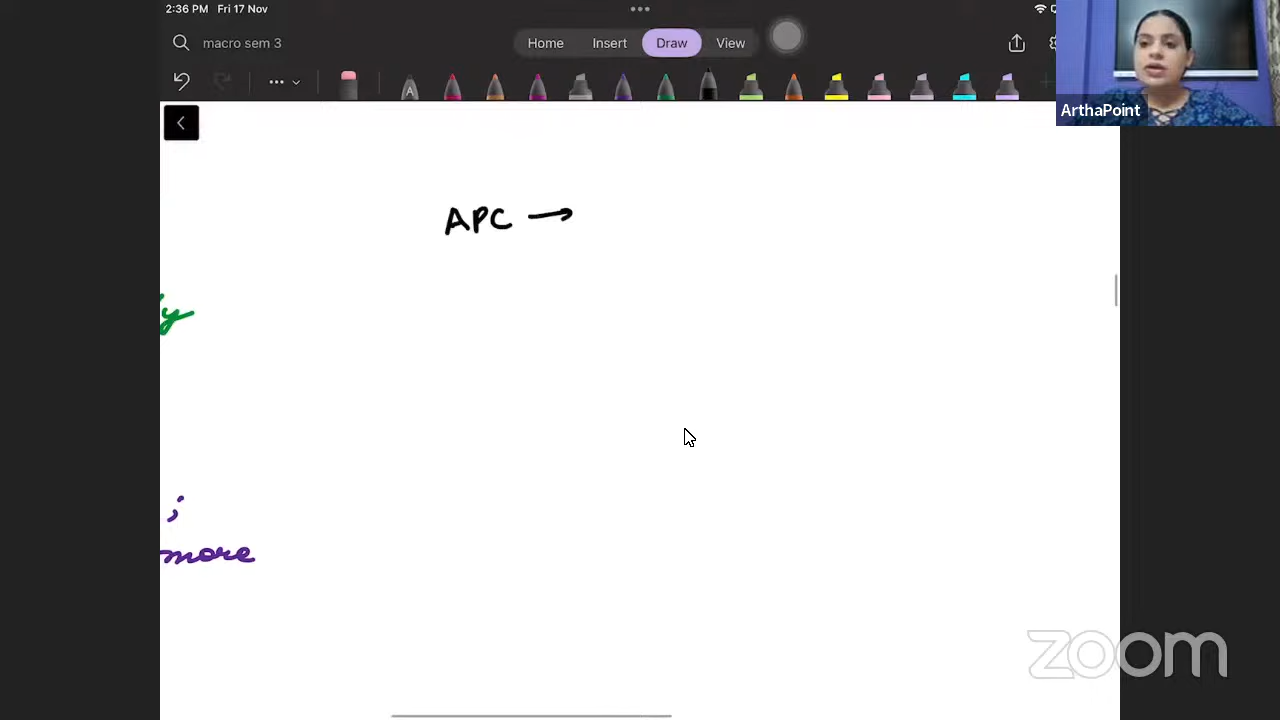 2:36 PM Fri 17 Nov
macro sem 3
Home Insert Draw View
A
ArthaPoint
APC →
y
;
more
zoom